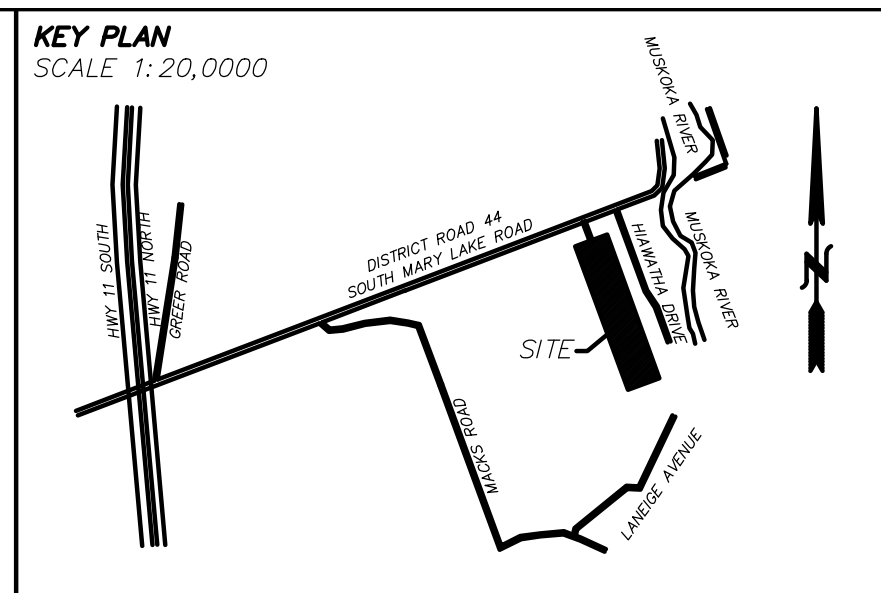 KEY PLAN
SCALE 1:20,0000
MUSKOKA RIVER
HWY 11 SOUTH
HWY 11 NORTH
GREER ROAD
DISTRICT ROAD 44
SOUTH MARY LAKE ROAD
HIAWATHA DRIVE
MUSKOKA RIVER
N
SITE
MACKS ROAD
LANEIGE AVENUE